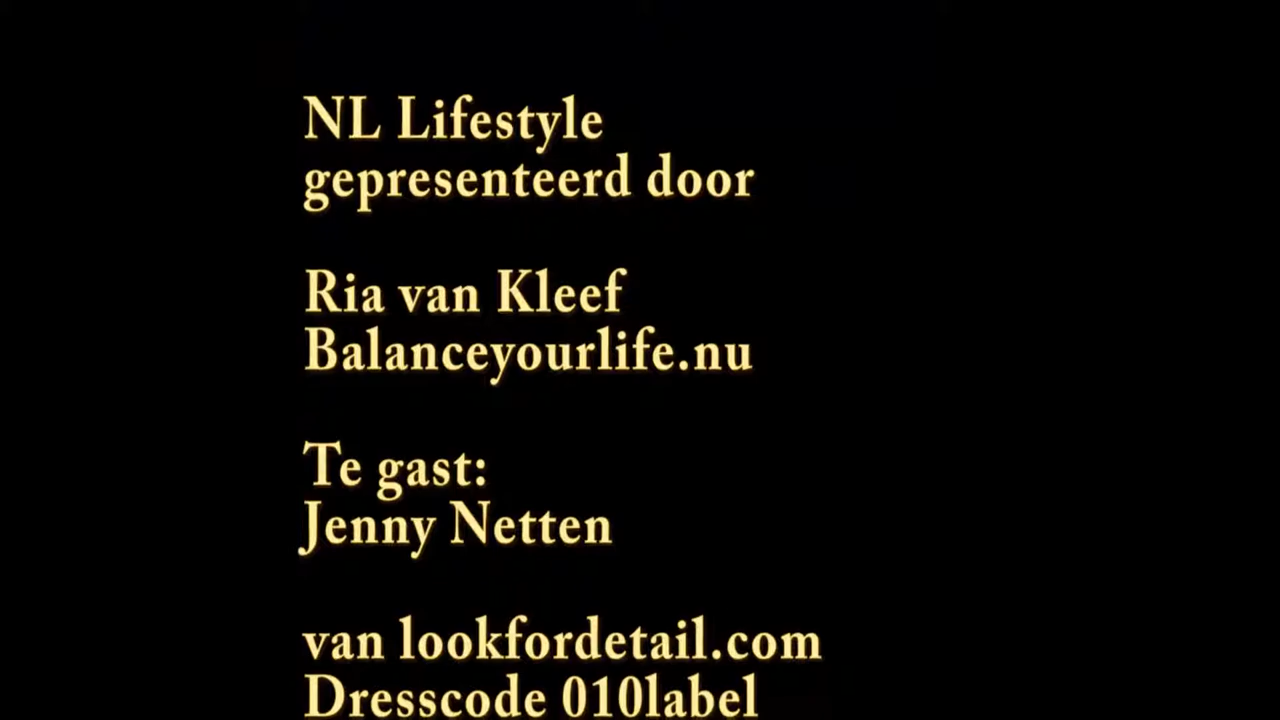 NL Lifestyle
gepresenteerd door
Ria van Kleef
Balanceyourlife.nu
Te gast:
Jenny Netten
van lookfordetail.com
Dresscode 010label